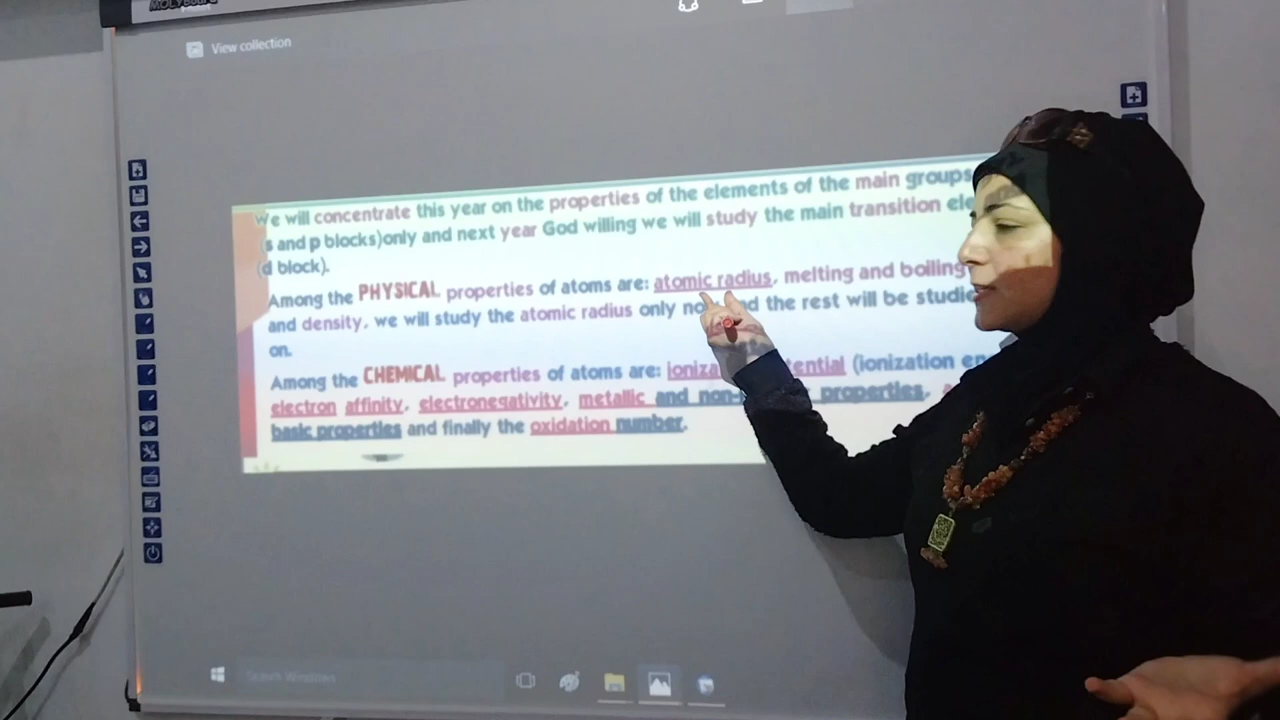 MOLYBoard
View collection
We will concentrate this year on the properties of the elements of the main groups
(s and p blocks)only and next year God willing we will study the main transition
(d block).
Among the PHYSICAL properties of atoms are: atomic radius, melting and boiling
and density, we will study the atomic radius only and the rest will be
on.
Among the CHEMICAL properties of atoms are: (ionization
electron affinity, electronegativity, metallic and properties,
basic properties and finally the oxidation number.
Search Windows